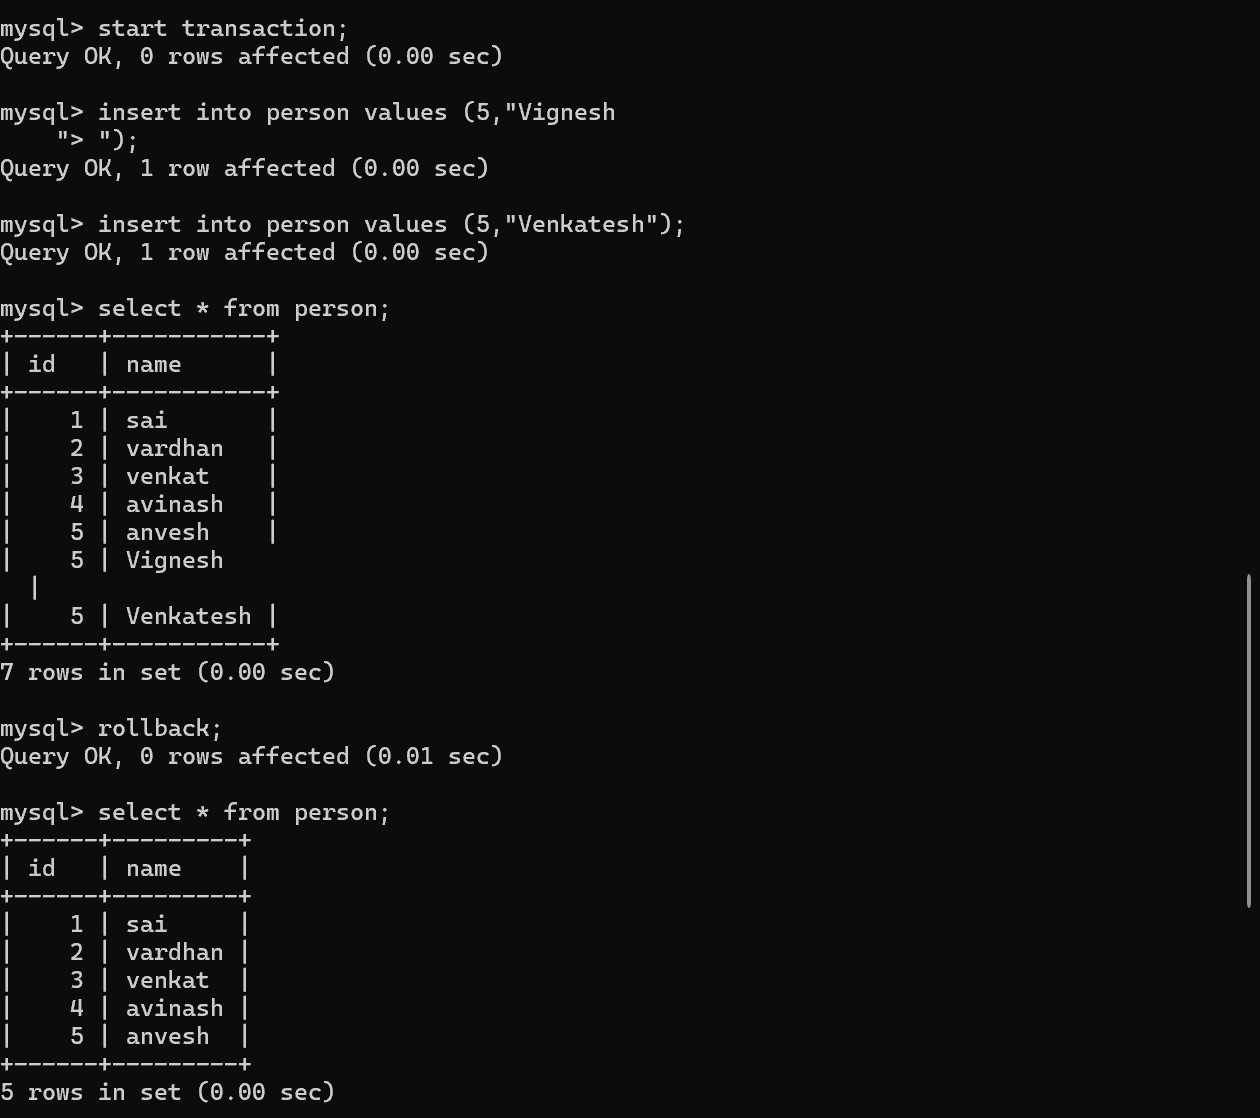 mysql> start transaction;
Query OK, 0 rows affected (0.00 sec)

mysql> insert into person values (5,"Vignesh
    "> ");
Query OK, 1 row affected (0.00 sec)

mysql> insert into person values (5,"Venkatesh");
Query OK, 1 row affected (0.00 sec)

mysql> select * from person;
+------+-----------+
| id   | name      |
+------+-----------+
|    1 | sai       |
|    2 | vardhan   |
|    3 | venkat    |
|    4 | avinash   |
|    5 | anvesh    |
|    5 | Vignesh
  |
|    5 | Venkatesh |
+------+-----------+
7 rows in set (0.00 sec)

mysql> rollback;
Query OK, 0 rows affected (0.01 sec)

mysql> select * from person;
+------+---------+
| id   | name    |
+------+---------+
|    1 | sai     |
|    2 | vardhan |
|    3 | venkat  |
|    4 | avinash |
|    5 | anvesh  |
+------+---------+
5 rows in set (0.00 sec)